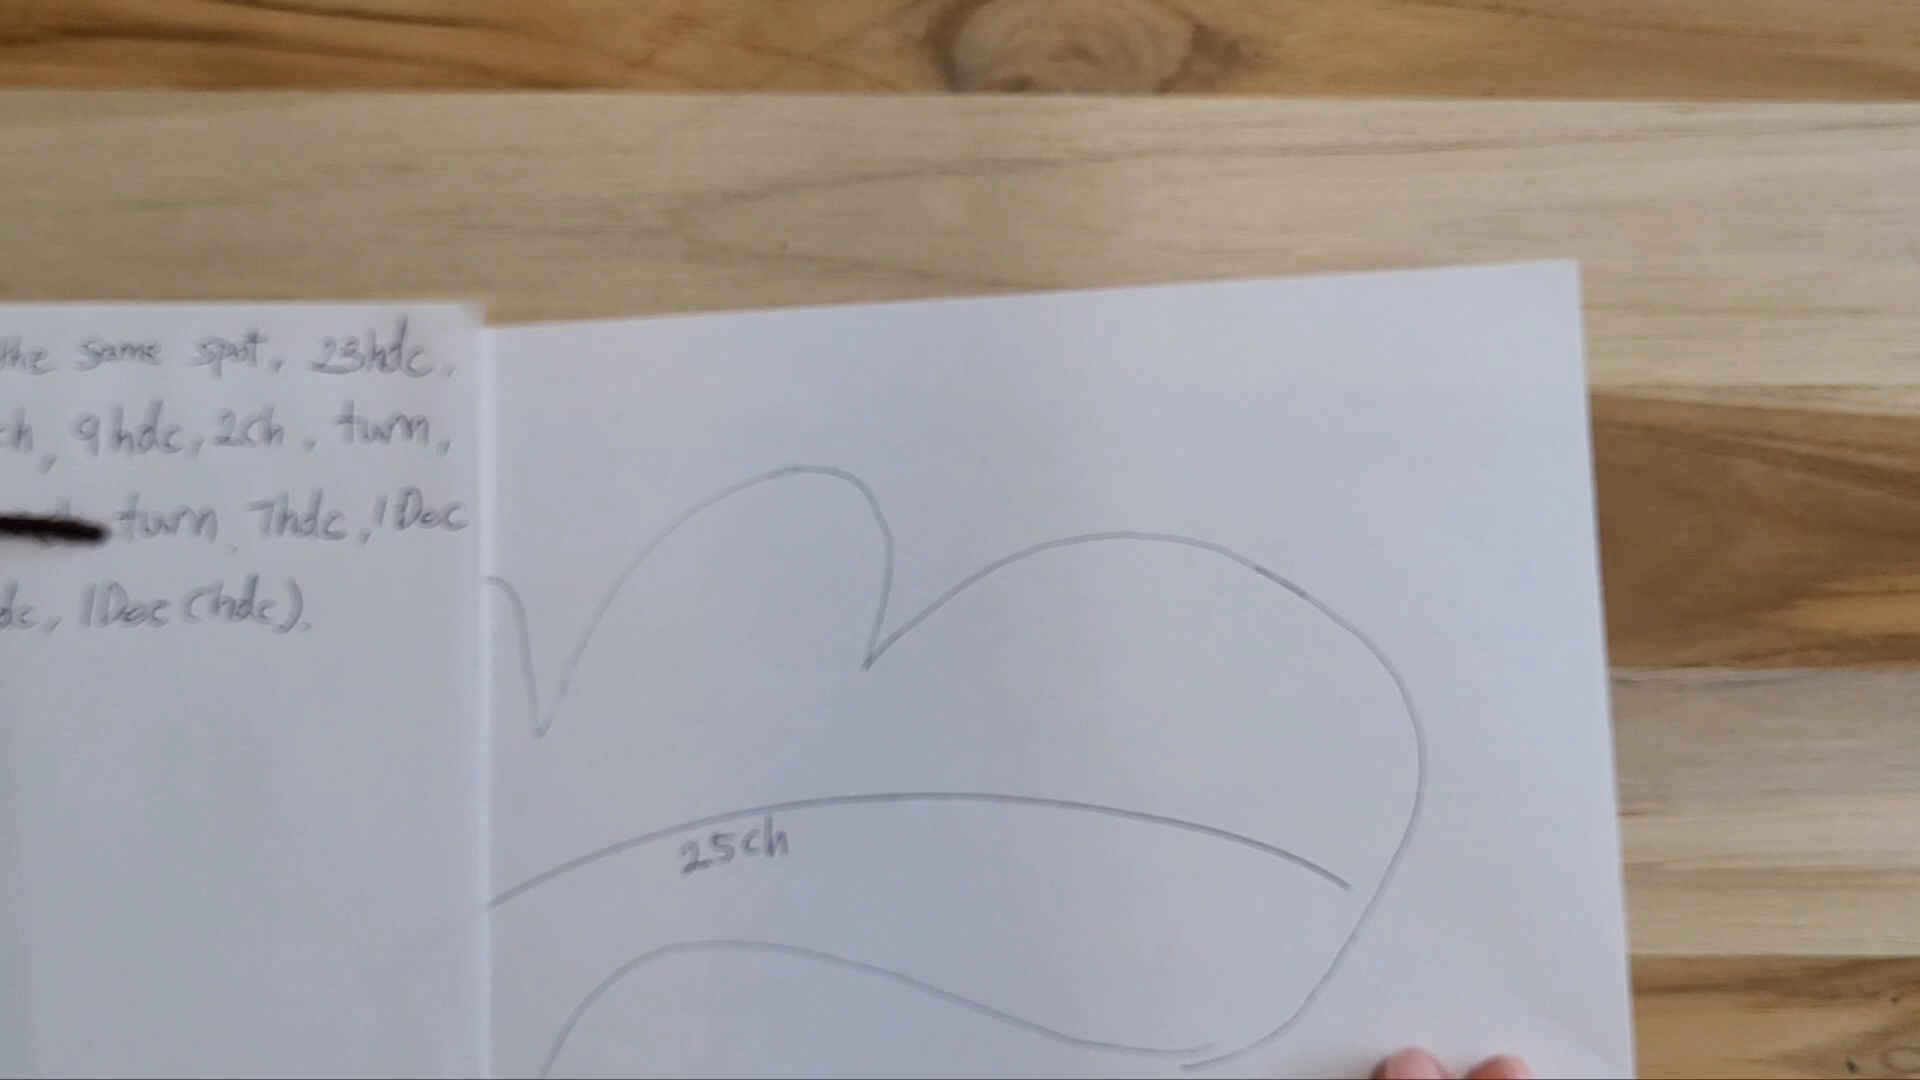 the same spot, 23hdc,
ch, 9hdc, 2ch, turn,
turn, 7hdc, 1Dec
dc, 1Dec (hdc).
25ch